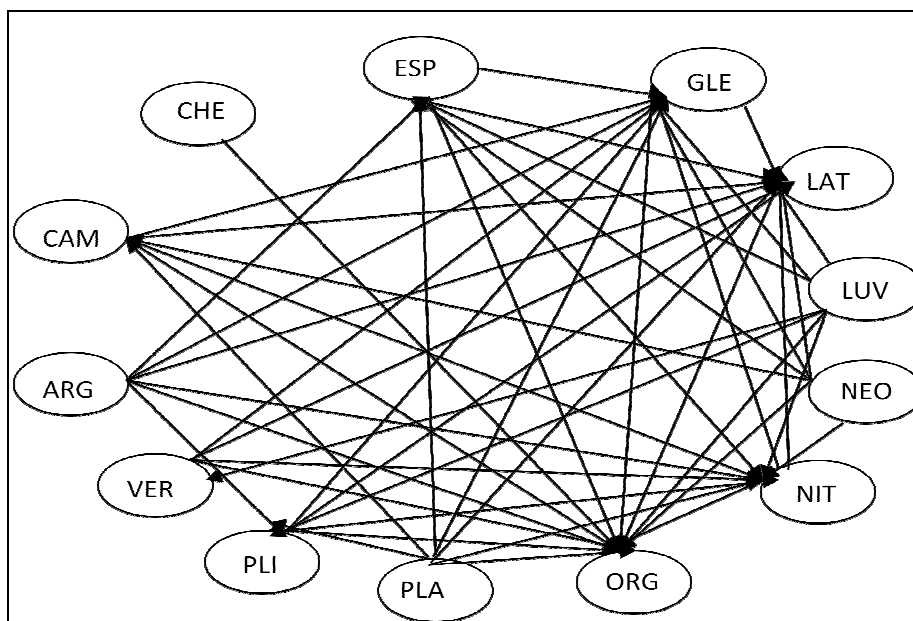 ESP
GLE
CHE
LAT
CAM
LUV
ARG
NEO
VER
NIT
PLI
PLA
ORG